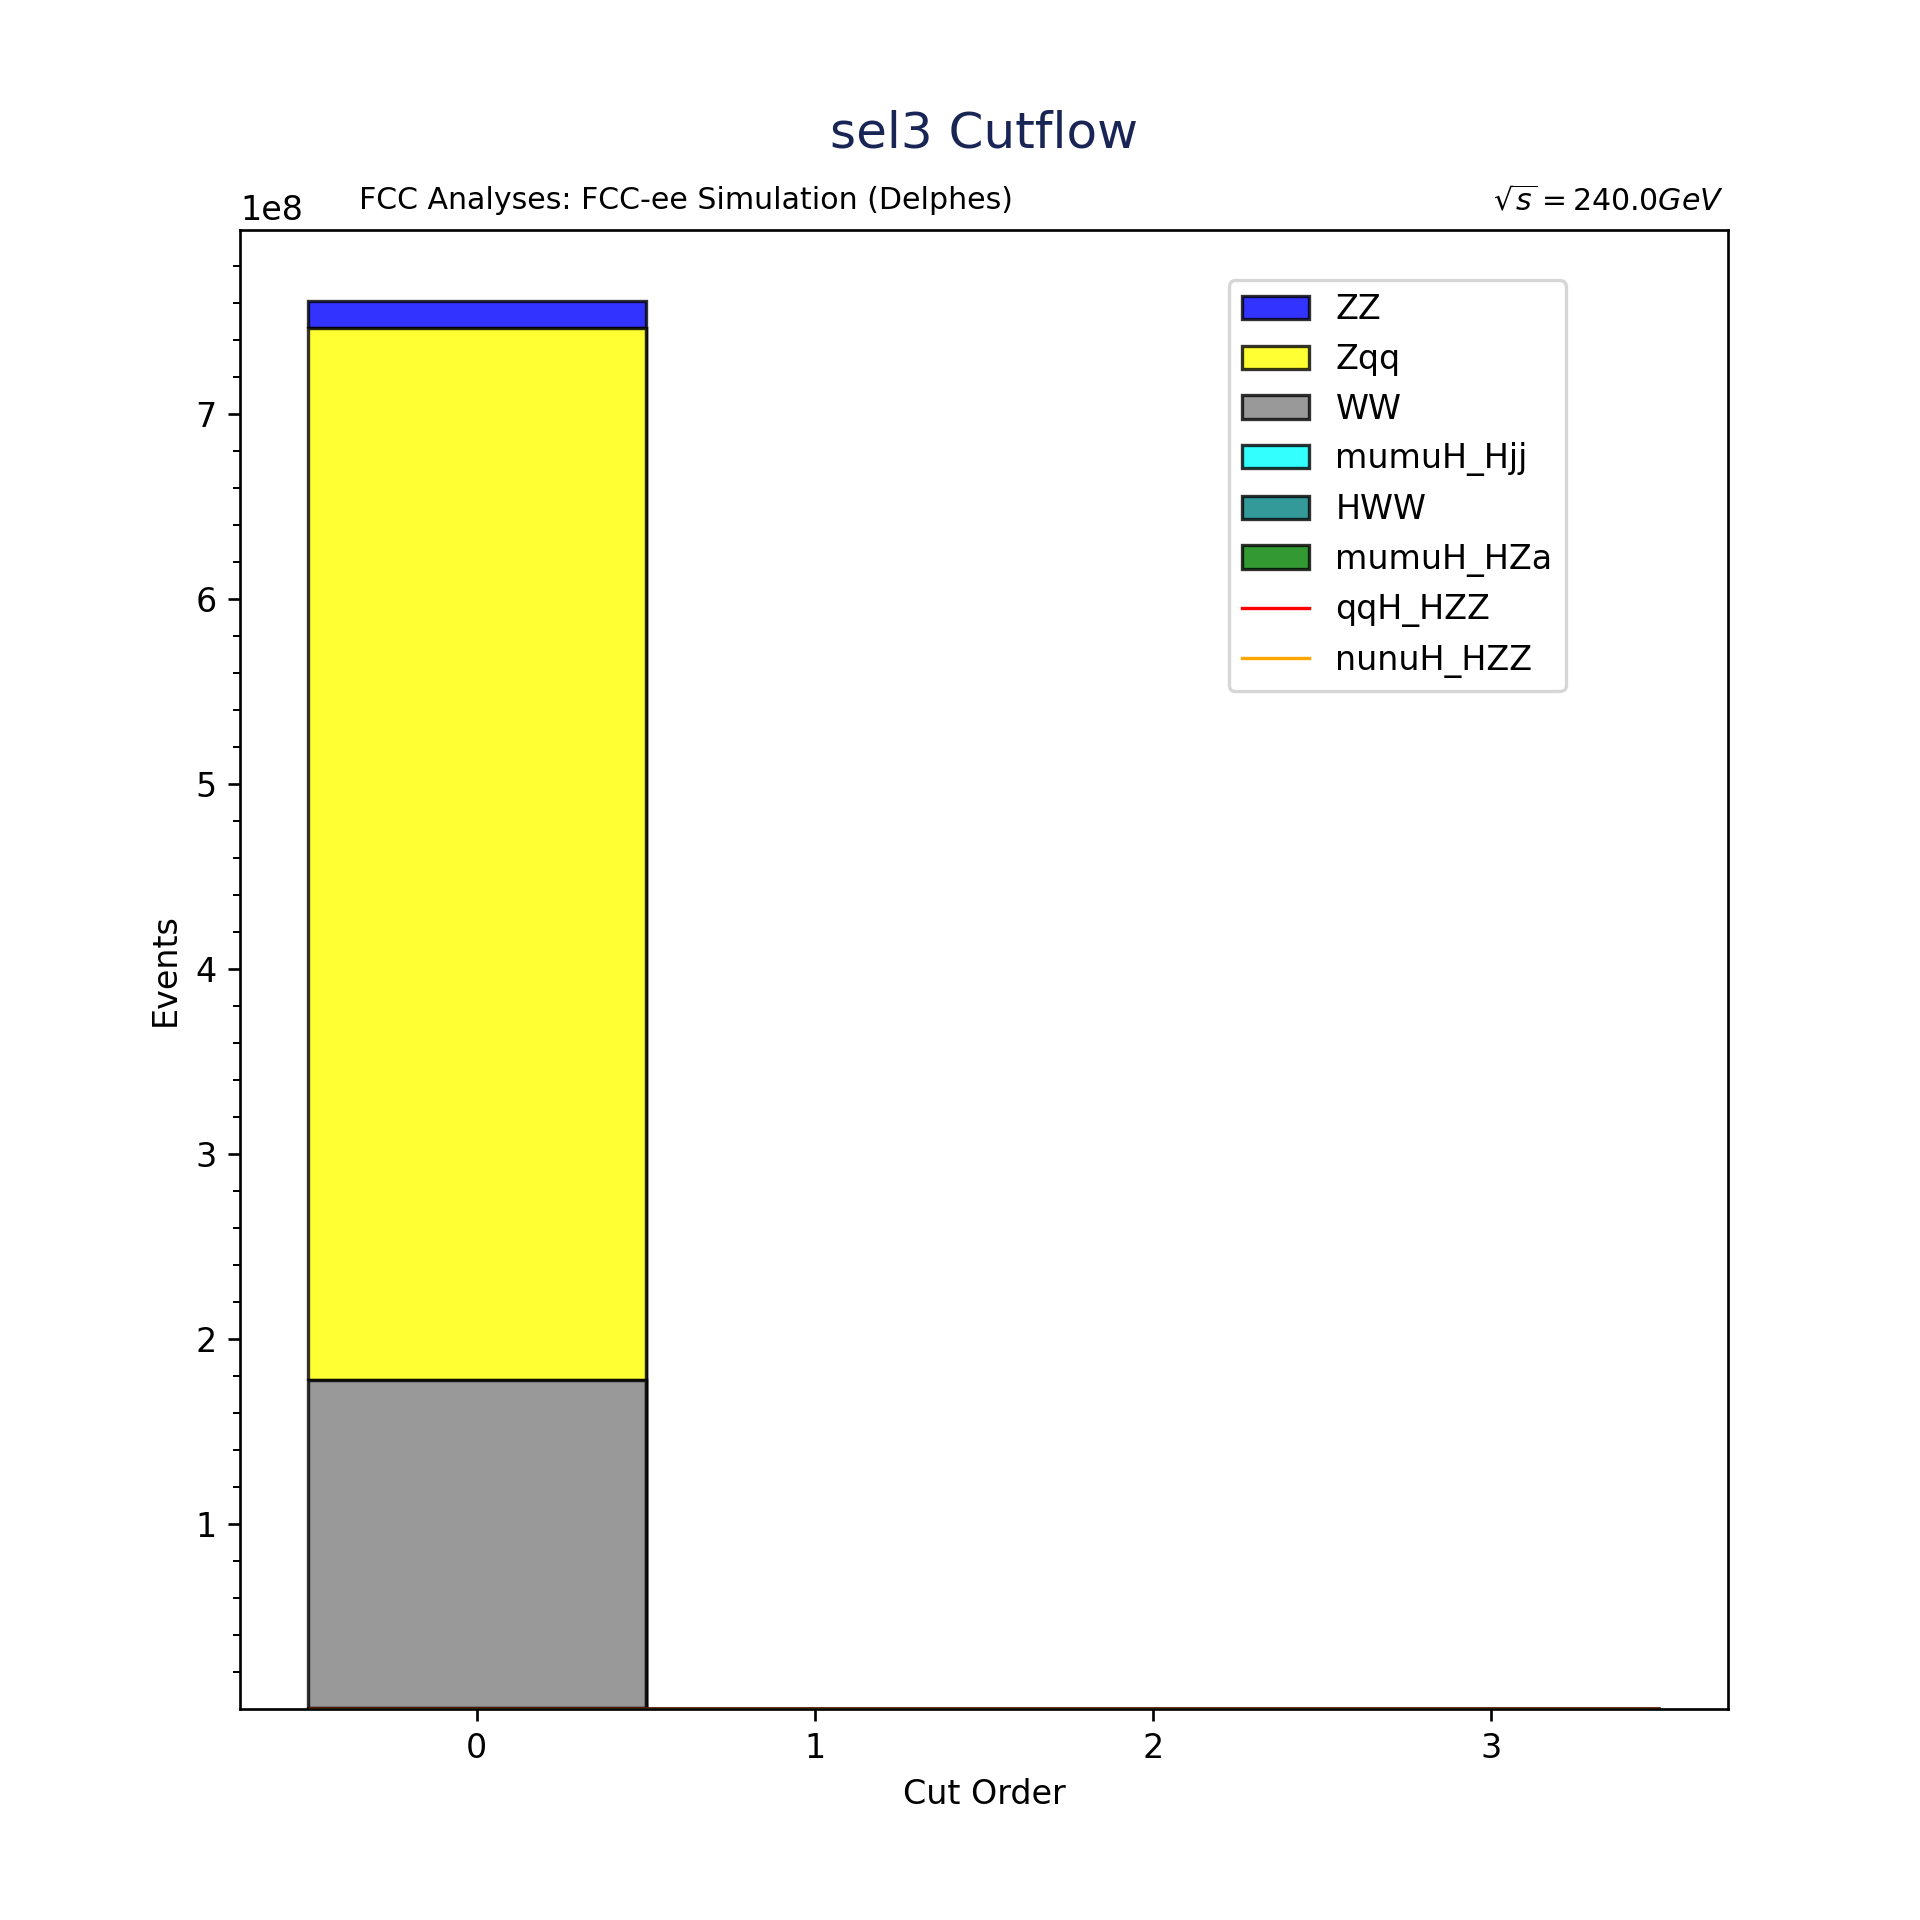 sel3 Cutflow
1e8 FCC Analyses: FCC-ee Simulation (Delphes) √s = 240.0GeV
ZZ
Zqq
WW
mumuH_Hjj
HWW
mumuH_HZa
qqH_HZZ
nunuH_HZZ
7
6
5
4
3
2
1
Events
0 1 2 3
Cut Order